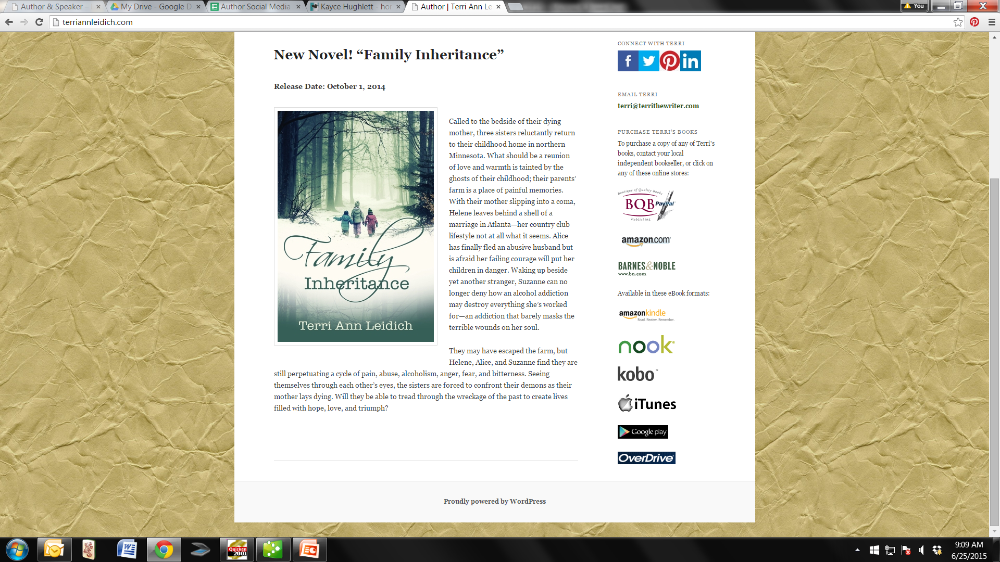 Author & Speaker –
My Drive - Google D
Author Social Media
Kayce Hughlett - hor
Author | Terri Ann Le
You
terriannleidich.com
New Novel! “Family Inheritance”
Release Date: October 1, 2014
Family
Inheritance
Terri Ann Leidich
Called to the bedside of their dying
mother, three sisters reluctantly return
to their childhood home in northern
Minnesota. What should be a reunion
of love and warmth is tainted by the
ghosts of their childhood; their parents’
farm is a place of painful memories.
With their mother slipping into a coma,
Helene leaves behind a shell of a
marriage in Atlanta—her country club
lifestyle not at all what it seems. Alice
has finally fled an abusive husband but
is afraid her failing courage will put her
children in danger. Waking up beside
yet another stranger, Suzanne can no
longer deny how an alcohol addiction
may destroy everything she’s worked
for—an addiction that barely masks the
terrible wounds on her soul.
They may have escaped the farm, but
Helene, Alice, and Suzanne find they are
still perpetuating a cycle of pain, abuse, alcoholism, anger, fear, and bitterness. Seeing
themselves through each other’s eyes, the sisters are forced to confront their demons as their
mother lays dying. Will they be able to tread through the wreckage of the past to create lives
filled with hope, love, and triumph?
CONNECT WITH TERRI
f in
EMAIL TERRI
terri@territhewriter.com
PURCHASE TERRI’S BOOKS
To purchase a copy of any of Terri's
books, contact your local
independent bookseller, or click on
any of these online stores:
Boutique of Quality Books
BQB PayPal
Publishing
amazon.com
BARNES&NOBLE
www.bn.com
Available in these eBook formats:
amazonkindle
Read. Review. Remember.
nook
kobo™
iTunes
Google play
OverDrive
Proudly powered by WordPress
Quicken
2001
9:09 AM
6/25/2015